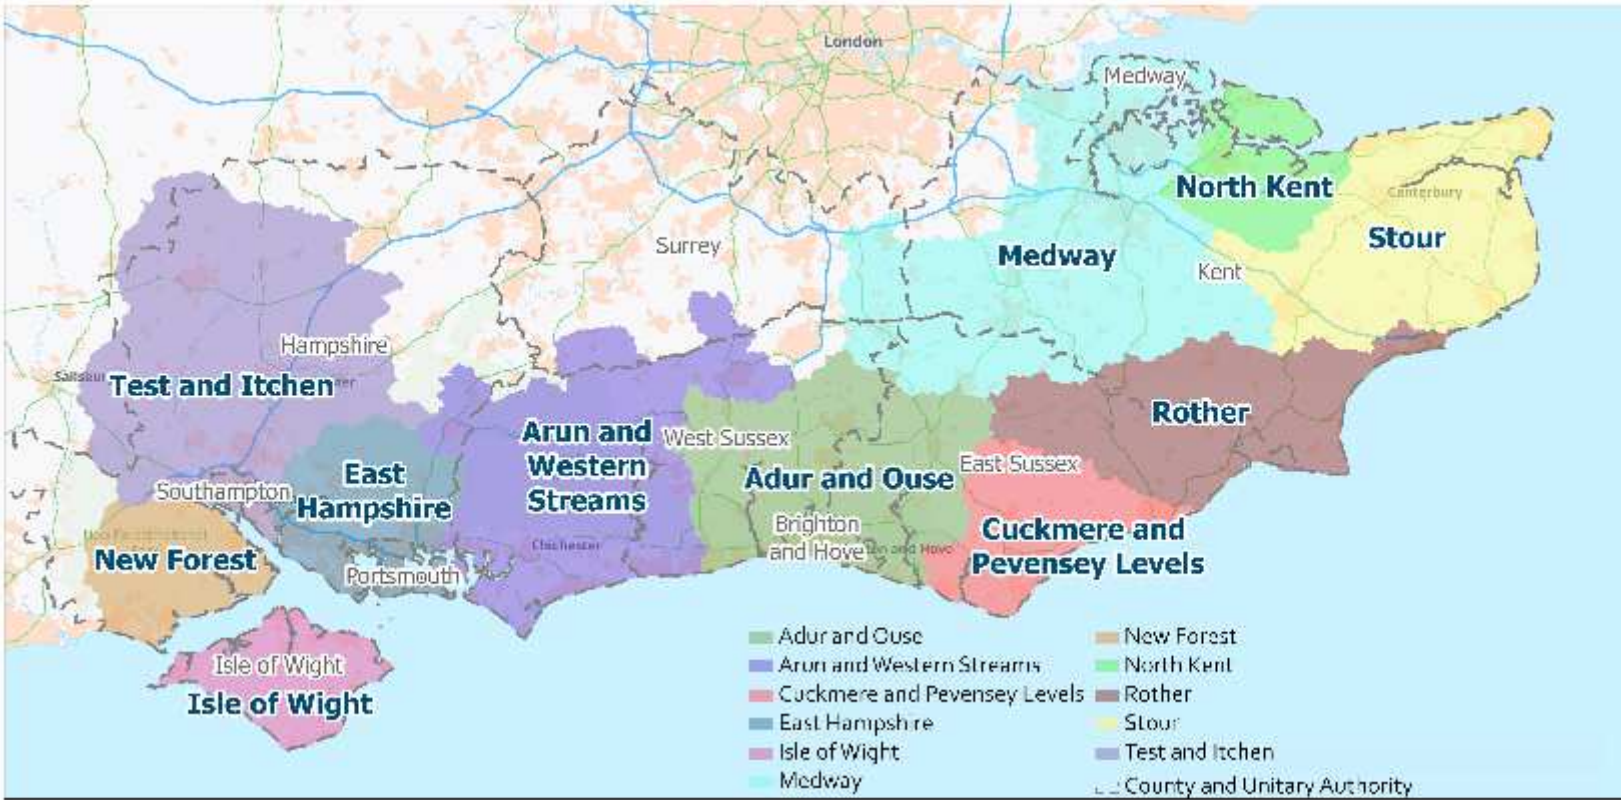 London
Medway
North Kent
Canterbury
Stour
Surrey
Medway
Kent
Hampshire
Test and Itchen
Rother
Arun and
Western
Streams
West Sussex
East
Hampshire
Adur and Ouse
East Sussex
Southampton
Brighton
and Hove
Cuckmere and
Pevensey Levels
New Forest
Chichester
Portsmouth
Isle of Wight
Isle of Wight
Adur and Ouse
Arun and Western Streams
Cuckmere and Pevensey Levels
East Hampshire
Isle of Wight
Medway
New Forest
North Kent
Rother
Stour
Test and Itchen
County and Unitary Authority